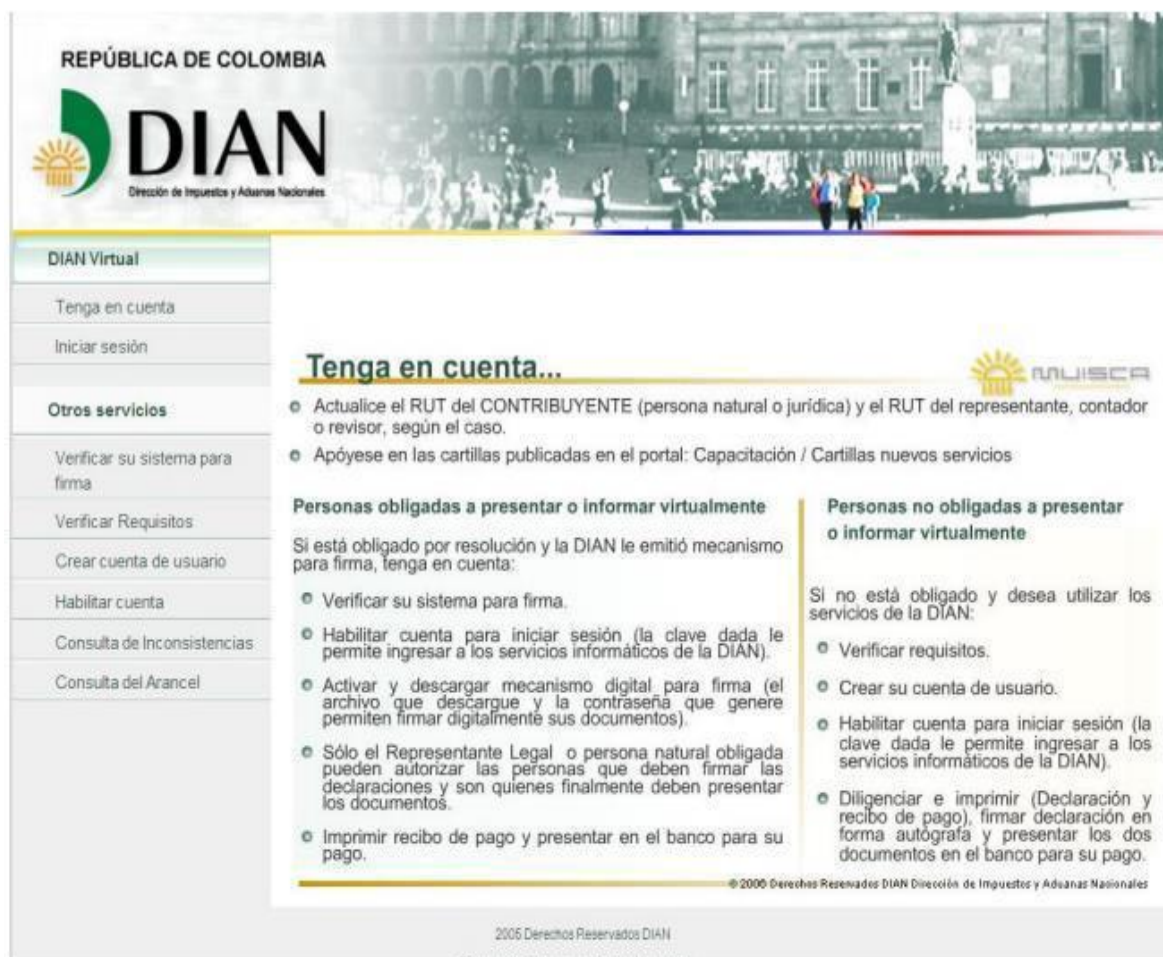 REPÚBLICA DE COLOMBIA
DIAN
Dirección de Impuestos y Aduanas Nacionales
DIAN Virtual
Tenga en cuenta
Iniciar sesión
Otros servicios
Verificar su sistema para
firma
Verificar Requisitos
Crear cuenta de usuario
Habilitar cuenta
Consulta de Inconsistencias
Consulta del Arancel
Tenga en cuenta...
MUISCA
Actualice el RUT del CONTRIBUYENTE (persona natural o jurídica) y el RUT del representante, contador
o revisor, según el caso.
Apóyese en las cartillas publicadas en el portal: Capacitación / Cartillas nuevos servicios
Personas obligadas a presentar o informar virtualmente
Si está obligado por resolución y la DIAN le emitió mecanismo
para firma, tenga en cuenta:
Verificar su sistema para firma.
Habilitar cuenta para iniciar sesión (la clave dada le
permite ingresar a los servicios informáticos de la DIAN).
Activar y descargar mecanismo digital para firma (el
archivo que descargue y la contraseña que genere
permiten firmar digitalmente sus documentos).
Sólo el Representante Legal o persona natural obligada
pueden autorizar las personas que deben firmar las
declaraciones y son quienes finalmente deben presentar
los documentos.
Imprimir recibo de pago y presentar en el banco para su
pago.
Personas no obligadas a presentar
o informar virtualmente
Si no está obligado y desea utilizar los
servicios de la DIAN:
Verificar requisitos.
Crear su cuenta de usuario.
Habilitar cuenta para iniciar sesión (la
clave dada le permite ingresar a los
servicios informáticos de la DIAN).
Diligenciar e imprimir (Declaración y
recibo de pago), firmar declaración en
forma autógrafa y presentar los dos
documentos en el banco para su pago.
© 2006 Derechos Reservados DIAN Dirección de Impuestos y Aduanas Nacionales
2005 Derechos Reservados DIAN